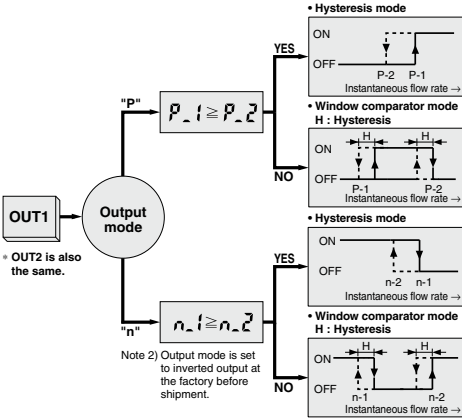 • Hysteresis mode
ON
OFF
P-2 P-1
Instantaneous flow rate →
YES
"P"
P_1 ≧ P_2
• Window comparator mode
H : Hysteresis
H H
ON
OFF
P-1 P-2
Instantaneous flow rate →
NO
OUT1
Output
mode
* OUT2 is also
the same.
• Hysteresis mode
ON
OFF
n-2 n-1
Instantaneous flow rate →
YES
"n"
n_1≧n_2
Note 2) Output mode is set
to inverted output at
the factory before
shipment.
NO
• Window comparator mode
H : Hysteresis
H H
ON
OFF
n-1 n-2
Instantaneous flow rate →